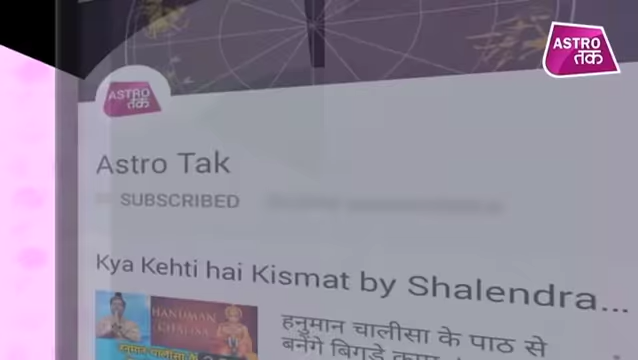 ASTRO
तक
ASTRO
तक
Astro Tak
SUBSCRIBED
Kya Kehti hai Kismat by Shalendra...
HANUMAN
CHALISA
हनुमान चालीसा के पाठ से
बनेंगे बिगड़े काम